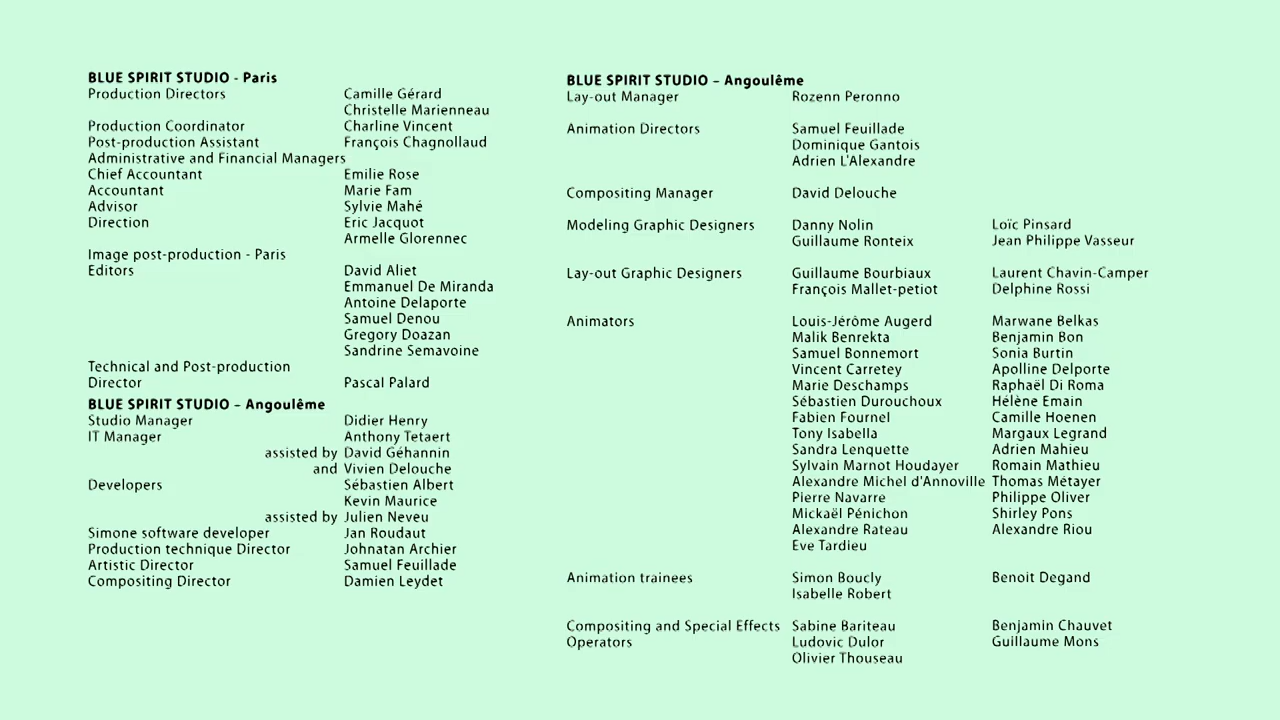 BLUE SPIRIT STUDIO - Paris
Production Directors Camille Gérard
Christelle Marienneau
Production Coordinator Charline Vincent
Post-production Assistant François Chagnollaud
Administrative and Financial Managers
Chief Accountant Emilie Rose
Accountant Marie Fam
Advisor Sylvie Mahé
Direction Eric Jacquot
Armelle Glorennec
Image post-production - Paris
Editors David Aliet
Emmanuel De Miranda
Antoine Delaporte
Samuel Denou
Gregory Doazan
Sandrine Semavoine
Technical and Post-production
Director Pascal Palard
BLUE SPIRIT STUDIO – Angoulême
Studio Manager Didier Henry
IT Manager Anthony Tetaert
assisted by David Géhannin
and Vivien Delouche
Developers Sébastien Albert
Kevin Maurice
assisted by Julien Neveu
Simone software developer Jan Roudaut
Production technique Director Johnatan Archier
Artistic Director Samuel Feuillade
Compositing Director Damien Leydet
BLUE SPIRIT STUDIO – Angoulême
Lay-out Manager Rozenn Peronno
Animation Directors Samuel Feuillade
Dominique Gantois
Adrien L'Alexandre
Compositing Manager David Delouche
Modeling Graphic Designers Danny Nolin Loïc Pinsard
Guillaume Ronteix Jean Philippe Vasseur
Lay-out Graphic Designers Guillaume Bourbiaux Laurent Chavin-Camper
François Mallet-petiot Delphine Rossi
Animators Louis-Jérôme Augerd Marwane Belkas
Malik Benrekta Benjamin Bon
Samuel Bonnemort Sonia Burtin
Vincent Carretey Apolline Delporte
Marie Deschamps Raphaël Di Roma
Sébastien Durouchoux Hélène Emain
Fabien Fournel Camille Hoenen
Tony Isabella Margaux Legrand
Sandra Lenquette Adrien Mahieu
Sylvain Marnot Houdayer Romain Mathieu
Alexandre Michel d'Annoville Thomas Métayer
Pierre Navarre Philippe Oliver
Mickaël Pénichon Shirley Pons
Alexandre Rateau Alexandre Riou
Eve Tardieu
Animation trainees Simon Boucly Benoit Degand
Isabelle Robert
Compositing and Special Effects Sabine Bariteau Benjamin Chauvet
Operators Ludovic Dulor Guillaume Mons
Olivier Thouseau